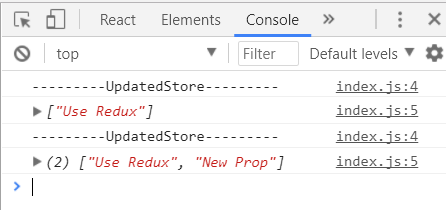 React Elements Console »
top Filter Default levels
---------UpdatedStore--------- index.js:4
["Use Redux"] index.js:5
---------UpdatedStore--------- index.js:4
(2) ["Use Redux", "New Prop"] index.js:5